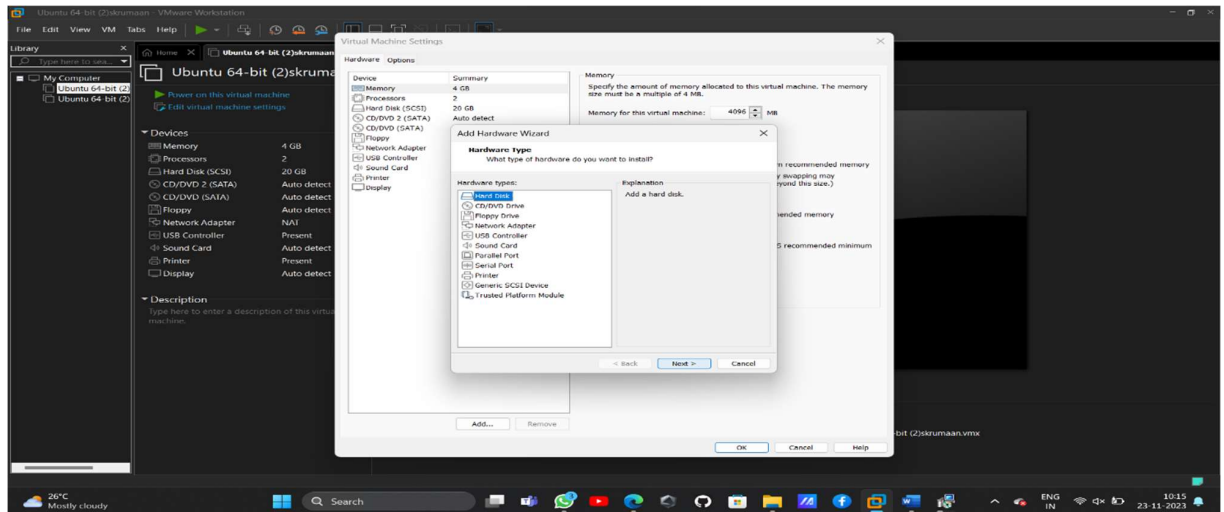 Ubuntu 64-bit (2)skrumaan - VMware Workstation
File Edit View VM Tabs Help
Library
Type here to sea...
My Computer
Ubuntu 64-bit (2)
Ubuntu 64-bit (2)
Home
Ubuntu 64-bit (2)skrumaan
Ubuntu 64-bit (2)skruma
Power on this virtual machine
Edit virtual machine settings
Devices
Memory 4 GB
Processors 2
Hard Disk (SCSI) 20 GB
CD/DVD 2 (SATA) Auto detect
CD/DVD (SATA) Auto detect
Floppy Auto detect
Network Adapter NAT
USB Controller Present
Sound Card Auto detect
Printer Present
Display Auto detect
Description
Type here to enter a description of this virtua
machine.
Virtual Machine Settings
Hardware Options
Device Summary
Memory 4 GB
Processors 2
Hard Disk (SCSI) 20 GB
CD/DVD 2 (SATA) Auto detect
CD/DVD (SATA)
Floppy
Network Adapter
USB Controller
Sound Card
Printer
Display
Add... Remove
Memory
Specify the amount of memory allocated to this virtual machine. The memory
size must be a multiple of 4 MB.
Memory for this virtual machine: 4096 MB
m recommended memory
y swapping may
eyond this size.)
ended memory
S recommended minimum
Add Hardware Wizard
Hardware Type
What type of hardware do you want to install?
Hardware types:
Hard Disk
CD/DVD Drive
Floppy Drive
Network Adapter
USB Controller
Sound Card
Parallel Port
Serial Port
Printer
Generic SCSI Device
Trusted Platform Module
Explanation
Add a hard disk.
< Back Next > Cancel
OK Cancel Help
-bit (2)skrumaan.vmx
26°C
Mostly cloudy
Search
ENG
IN
10:15
23-11-2023